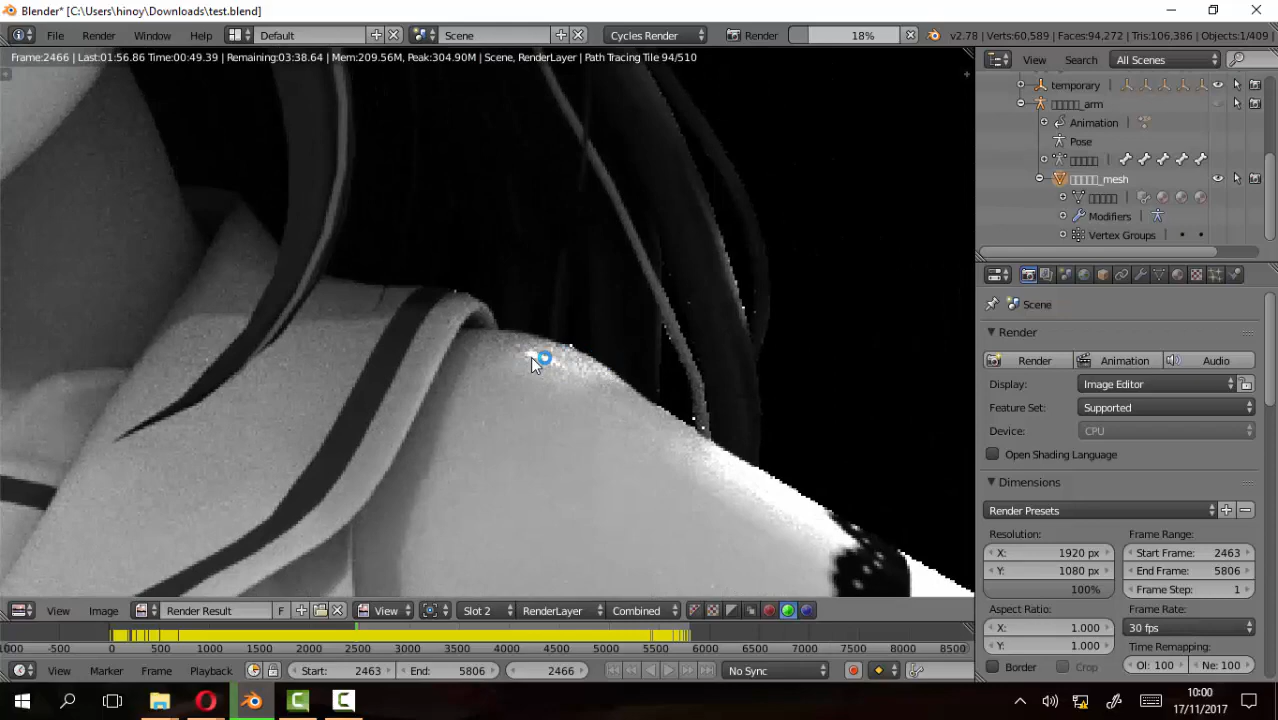 Blender* [C:\Users\hinoy\Downloads\test.blend]
File Render Window Help Default Scene Cycles Render Render 18% v2.78 | Verts:60,589 | Faces:94,272 | Tris:106,386 | Objects:1/409
Frame:2466 | Last:01:56.86 Time:00:49.39 | Remaining:03:38.64 | Mem:209.56M, Peak:304.90M | Scene, RenderLayer | Path Tracing Tile 94/510
View Search All Scenes
temporary
_arm
Animation
Pose
_mesh
Modifiers
Vertex Groups
Scene
Render
Render Animation Audio
Display: Image Editor
Feature Set: Supported
Device: CPU
Open Shading Language
Dimensions
Render Presets
Resolution: Frame Range:
X: 1920 px Start Frame: 2463
Y: 1080 px End Frame: 5806
100% Frame Step: 1
Aspect Ratio: Frame Rate:
X: 1.000 30 fps
Y: 1.000 Time Remapping:
Border Crop Ol: 100 Ne: 100
View Image Render Result F View Slot 2 RenderLayer Combined
-500 0 500 1000 1500 2000 2500 3000 3500 4000 4500 5000 5500 6000 6500 7000 7500 8000 8500
View Marker Frame Playback Start: 2463 End: 5806 2466 No Sync
10:00
17/11/2017